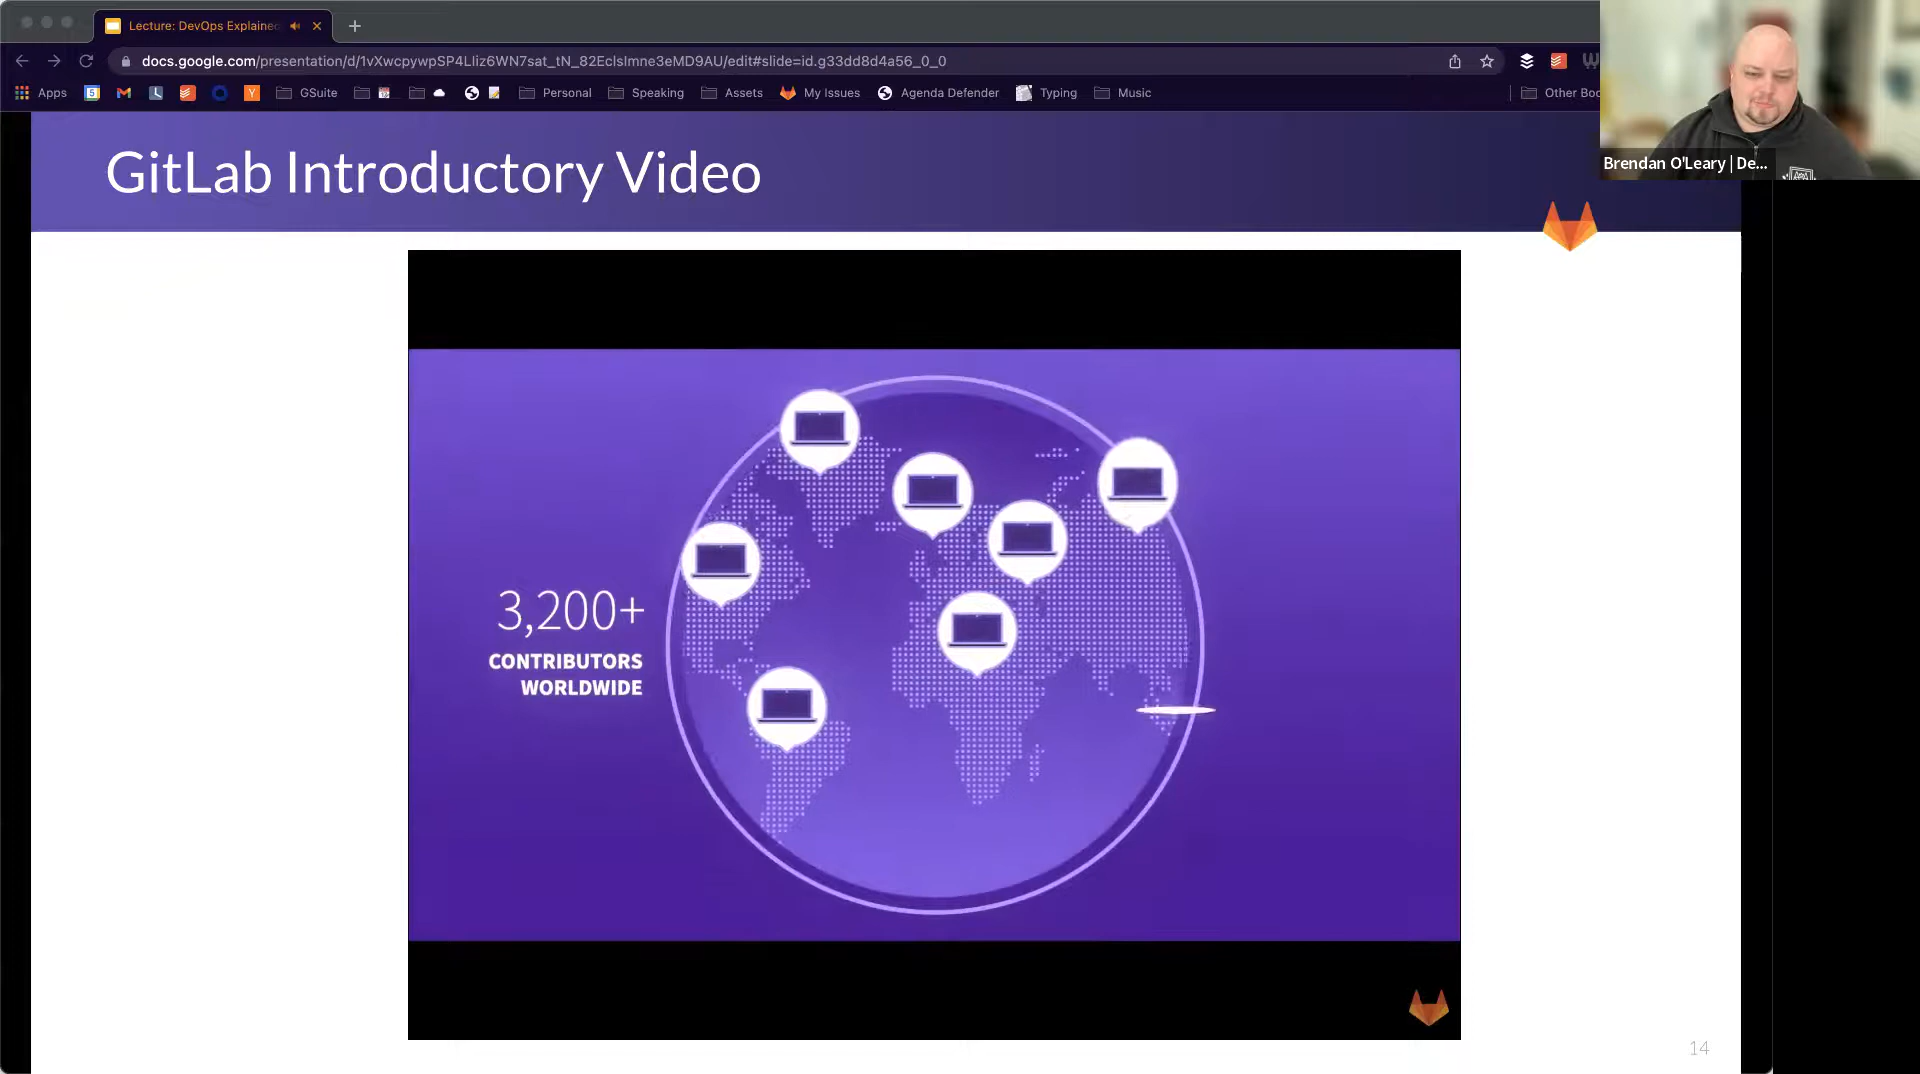 Lecture: DevOps Explained
docs.google.com/presentation/d/1vXwcpywpSP4Lliz6WN7sat_tN_82EclsImne3eMD9AU/edit#slide=id.g33dd8d4a56_0_0
Apps
5
Y
GSuite
Personal
Speaking
Assets
My Issues
Agenda Defender
Typing
Music
Other Boo
Brendan O'Leary | De...
GitLab Introductory Video
3,200+
CONTRIBUTORS
WORLDWIDE
14